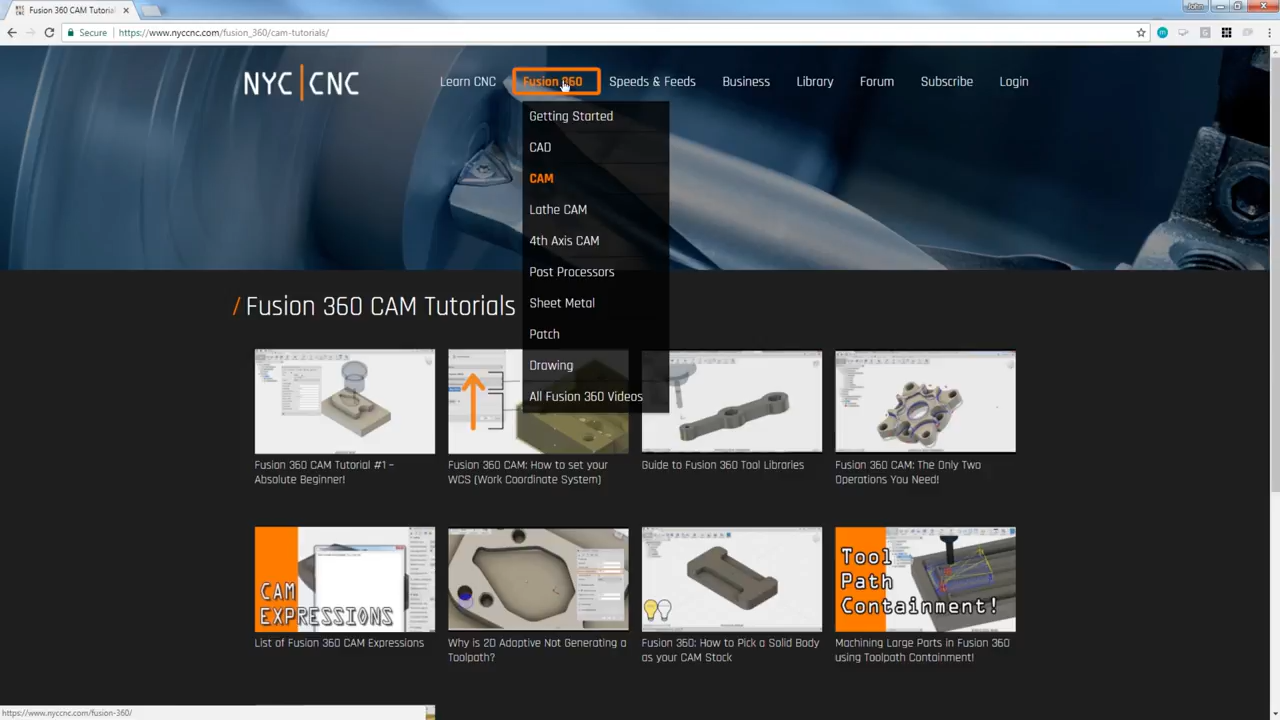 Fusion 360 CAM Tutoria
John
Secure
https://www.nyccnc.com/fusion_360/cam-tutorials/
NYC|CNC
Learn CNC
Fusion 360
Speeds & Feeds
Business
Library
Forum
Subscribe
Login
Getting Started
CAD
CAM
Lathe CAM
4th Axis CAM
Post Processors
Sheet Metal
Patch
Drawing
All Fusion 360 Videos
/ Fusion 360 CAM Tutorials
Fusion 360 CAM Tutorial #1 –
Absolute Beginner!
Fusion 360 CAM: How to set your
WCS (Work Coordinate System)
Guide to Fusion 360 Tool Libraries
Fusion 360 CAM: The Only Two
Operations You Need!
CAM
EXPRESSIONS
Tool
Path
Containment!
List of Fusion 360 CAM Expressions
Why is 2D Adaptive Not Generating a
Toolpath?
Fusion 360: How to Pick a Solid Body
as your CAM Stock
Machining Large Parts in Fusion 360
using Toolpath Containment!
https://www.nyccnc.com/fusion-360/